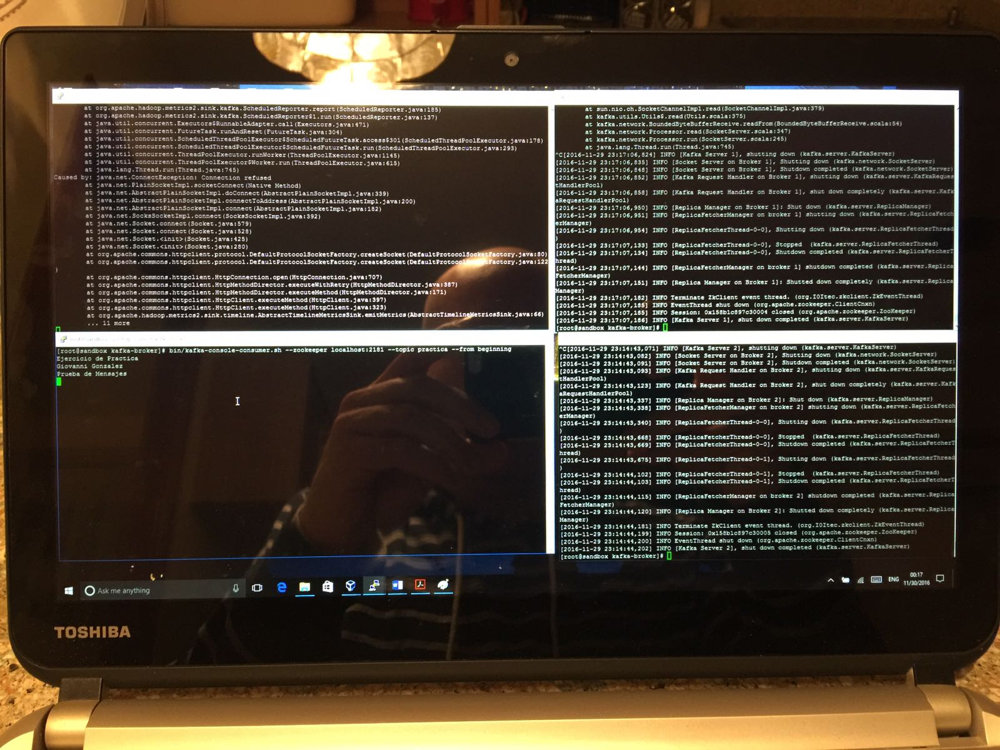 at org.apache.hadoop.metrics2.sink.kafka.ScheduledReporter.report(ScheduledReporter.java:185)
at org.apache.hadoop.metrics2.sink.kafka.ScheduledReporter$1.run(ScheduledReporter.java:137)
at java.util.concurrent.Executors$RunnableAdapter.call(Executors.java:471)
at java.util.concurrent.FutureTask.runAndReset(FutureTask.java:304)
at java.util.concurrent.ScheduledThreadPoolExecutor$ScheduledFutureTask.access$301(ScheduledThreadPoolExecutor.java:178)
at java.util.concurrent.ScheduledThreadPoolExecutor$ScheduledFutureTask.run(ScheduledThreadPoolExecutor.java:293)
at java.util.concurrent.ThreadPoolExecutor.runWorker(ThreadPoolExecutor.java:1145)
at java.util.concurrent.ThreadPoolExecutor$Worker.run(ThreadPoolExecutor.java:615)
at java.lang.Thread.run(Thread.java:745)
Caused by: java.net.ConnectException: Connection refused
at java.net.PlainSocketImpl.socketConnect(Native Method)
at java.net.AbstractPlainSocketImpl.doConnect(AbstractPlainSocketImpl.java:339)
at java.net.AbstractPlainSocketImpl.connectToAddress(AbstractPlainSocketImpl.java:200)
at java.net.AbstractPlainSocketImpl.connect(AbstractPlainSocketImpl.java:182)
at java.net.SocksSocketImpl.connect(SocksSocketImpl.java:392)
at java.net.Socket.connect(Socket.java:579)
at java.net.Socket.connect(Socket.java:528)
at java.net.Socket.<init>(Socket.java:425)
at java.net.Socket.<init>(Socket.java:280)
at org.apache.commons.httpclient.protocol.DefaultProtocolSocketFactory.createSocket(DefaultProtocolSocketFactory.java:80)
at org.apache.commons.httpclient.protocol.DefaultProtocolSocketFactory.createSocket(DefaultProtocolSocketFactory.java:122
)
at org.apache.commons.httpclient.HttpConnection.open(HttpConnection.java:707)
at org.apache.commons.httpclient.HttpMethodDirector.executeWithRetry(HttpMethodDirector.java:387)
at org.apache.commons.httpclient.HttpMethodDirector.executeMethod(HttpMethodDirector.java:171)
at org.apache.commons.httpclient.HttpClient.executeMethod(HttpClient.java:397)
at org.apache.commons.httpclient.HttpClient.executeMethod(HttpClient.java:323)
at org.apache.hadoop.metrics2.sink.timeline.AbstractTimelineMetricsSink.emitMetrics(AbstractTimelineMetricsSink.java:66)
... 11 more
at sun.nio.ch.SocketChannelImpl.read(SocketChannelImpl.java:379)
at kafka.utils.Utils$.read(Utils.scala:375)
at kafka.network.BoundedByteBufferReceive.readFrom(BoundedByteBufferReceive.scala:54)
at kafka.network.Processor.read(SocketServer.scala:347)
at kafka.network.Processor.run(SocketServer.scala:245)
at java.lang.Thread.run(Thread.java:745)
^C[2016-11-29 23:17:06,824] INFO [Kafka Server 1], shutting down (kafka.server.KafkaServer)
[2016-11-29 23:17:06,835] INFO [Socket Server on Broker 1], Shutting down (kafka.network.SocketServer)
[2016-11-29 23:17:06,848] INFO [Socket Server on Broker 1], Shutdown completed (kafka.network.SocketServer)
[2016-11-29 23:17:06,852] INFO [Kafka Request Handler on Broker 1], shutting down (kafka.server.KafkaReques
tHandlerPool)
[2016-11-29 23:17:06,858] INFO [Kafka Request Handler on Broker 1], shut down completely (kafka.server.Kafk
aRequestHandlerPool)
[2016-11-29 23:17:06,950] INFO [Replica Manager on Broker 1]: Shut down (kafka.server.ReplicaManager)
[2016-11-29 23:17:06,951] INFO [ReplicaFetcherManager on broker 1] shutting down (kafka.server.ReplicaFetch
erManager)
[2016-11-29 23:17:06,954] INFO [ReplicaFetcherThread-0-0], Shutting down (kafka.server.ReplicaFetcherThread
)
[2016-11-29 23:17:07,133] INFO [ReplicaFetcherThread-0-0], Stopped (kafka.server.ReplicaFetcherThread)
[2016-11-29 23:17:07,134] INFO [ReplicaFetcherThread-0-0], Shutdown completed (kafka.server.ReplicaFetcherT
hread)
[2016-11-29 23:17:07,144] INFO [ReplicaFetcherManager on broker 1] shutdown completed (kafka.server.Replica
FetcherManager)
[2016-11-29 23:17:07,151] INFO [Replica Manager on Broker 1]: Shutted down completely (kafka.server.Replica
Manager)
[2016-11-29 23:17:07,182] INFO Terminate ZkClient event thread. (org.I0Itec.zkclient.ZkEventThread)
[2016-11-29 23:17:07,185] INFO EventThread shut down (org.apache.zookeeper.ClientCnxn)
[2016-11-29 23:17:07,185] INFO Session: 0x158b1c897c30004 closed (org.apache.zookeeper.ZooKeeper)
[2016-11-29 23:17:07,186] INFO [Kafka Server 1], shut down completed (kafka.server.KafkaServer)
[root@sandbox kafka-broker]#
[root@sandbox kafka-broker]# bin/kafka-console-consumer.sh --zookeeper localhost:2181 --topic practica --from beginning
Ejercicio de Practica
Giovanni Gonzalez
Prueba de Mensajes
^C[2016-11-29 23:14:43,071] INFO [Kafka Server 2], shutting down (kafka.server.KafkaServer)
[2016-11-29 23:14:43,082] INFO [Socket Server on Broker 2], Shutting down (kafka.network.SocketServer)
[2016-11-29 23:14:43,091] INFO [Socket Server on Broker 2], Shutdown completed (kafka.network.SocketServer)
[2016-11-29 23:14:43,093] INFO [Kafka Request Handler on Broker 2], shutting down (kafka.server.KafkaReques
tHandlerPool)
[2016-11-29 23:14:43,123] INFO [Kafka Request Handler on Broker 2], shut down completely (kafka.server.Kafk
aRequestHandlerPool)
[2016-11-29 23:14:43,337] INFO [Replica Manager on Broker 2]: Shut down (kafka.server.ReplicaManager)
[2016-11-29 23:14:43,338] INFO [ReplicaFetcherManager on broker 2] shutting down (kafka.server.ReplicaFetch
erManager)
[2016-11-29 23:14:43,340] INFO [ReplicaFetcherThread-0-0], Shutting down (kafka.server.ReplicaFetcherThread
)
[2016-11-29 23:14:43,668] INFO [ReplicaFetcherThread-0-0], Stopped (kafka.server.ReplicaFetcherThread)
[2016-11-29 23:14:43,669] INFO [ReplicaFetcherThread-0-0], Shutdown completed (kafka.server.ReplicaFetcherT
hread)
[2016-11-29 23:14:43,675] INFO [ReplicaFetcherThread-0-1], Shutting down (kafka.server.ReplicaFetcherThread
)
[2016-11-29 23:14:44,102] INFO [ReplicaFetcherThread-0-1], Stopped (kafka.server.ReplicaFetcherThread)
[2016-11-29 23:14:44,103] INFO [ReplicaFetcherThread-0-1], Shutdown completed (kafka.server.ReplicaFetcherT
hread)
[2016-11-29 23:14:44,115] INFO [ReplicaFetcherManager on broker 2] shutdown completed (kafka.server.Replica
FetcherManager)
[2016-11-29 23:14:44,120] INFO [Replica Manager on Broker 2]: Shutted down completely (kafka.server.Replica
Manager)
[2016-11-29 23:14:44,181] INFO Terminate ZkClient event thread. (org.I0Itec.zkclient.ZkEventThread)
[2016-11-29 23:14:44,199] INFO Session: 0x158b1c897c30005 closed (org.apache.zookeeper.ZooKeeper)
[2016-11-29 23:14:44,200] INFO EventThread shut down (org.apache.zookeeper.ClientCnxn)
[2016-11-29 23:14:44,202] INFO [Kafka Server 2], shut down completed (kafka.server.KafkaServer)
[root@sandbox kafka-broker]#
Ask me anything
ENG
00:17
11/30/2016
TOSHIBA